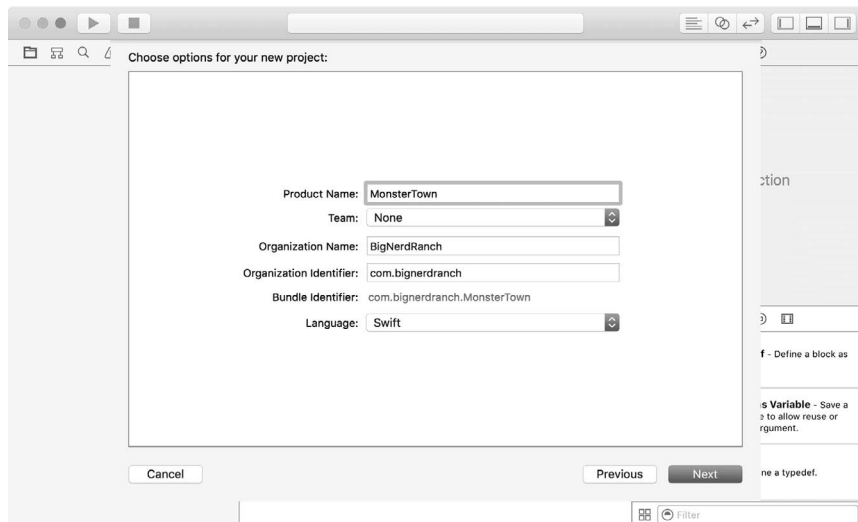 Choose options for your new project:
Product Name: MonsterTown
Team: None
Organization Name: BigNerdRanch
Organization Identifier: com.bignerdranch
Bundle Identifier: com.bignerdranch.MonsterTown
Language: Swift
Cancel
Previous
Next
ction
f - Define a block as
s Variable - Save a
e to allow reuse or
rgument.
ne a typedef.
Filter